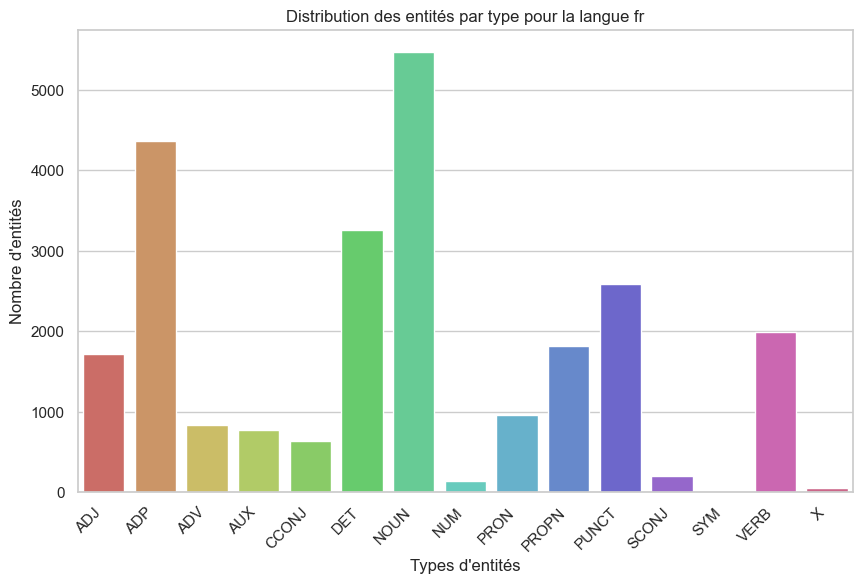 Distribution des entités par type pour la langue fr
Nombre d'entités
5000
4000
3000
2000
1000
0
ADJ
ADP
ADV
AUX
CCONJ
DET
NOUN
NUM
PRON
PROPN
PUNCT
SCONJ
SYM
VERB
X
Types d'entités